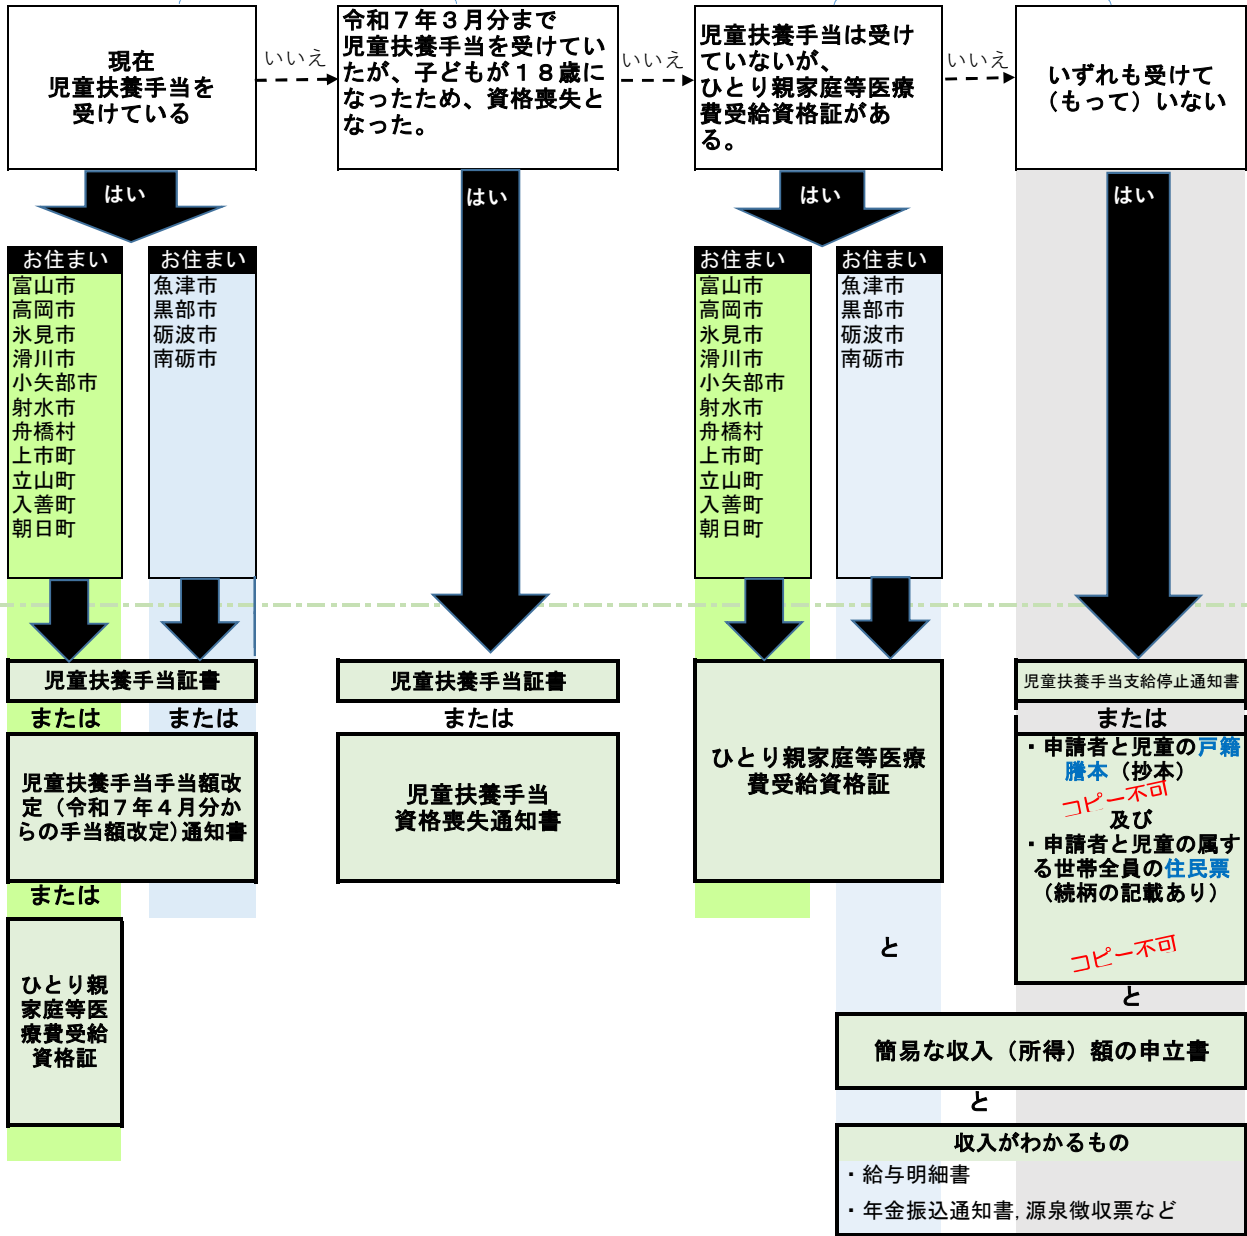 現在
児童扶養手当を
受けている
いいえ
令和７年３月分まで
児童扶養手当を受けてい
たが、子どもが１８歳に
なったため、資格喪失と
なった。
いいえ
児童扶養手当は受け
ていないが、
ひとり親家庭等医療
費受給資格証があ
る。
いいえ
いずれも受けて
（もって）いない
はい
はい
はい
はい
お住まい
富山市
高岡市
氷見市
滑川市
小矢部市
射水市
舟橋村
上市町
立山町
入善町
朝日町
お住まい
魚津市
黒部市
砺波市
南砺市
お住まい
富山市
高岡市
氷見市
滑川市
小矢部市
射水市
舟橋村
上市町
立山町
入善町
朝日町
お住まい
魚津市
黒部市
砺波市
南砺市
児童扶養手当証書
または
または
児童扶養手当手当額改
定（令和７年４月分か
らの手当額改定）通知書
または
ひとり親
家庭等医
療費受給
資格証
児童扶養手当証書
または
児童扶養手当
資格喪失通知書
ひとり親家庭等医療
費受給資格証
と
児童扶養手当支給停止通知書
または
・申請者と児童の戸籍
謄本（抄本）
コピー不可
及び
・申請者と児童の属す
る世帯全員の住民票
（続柄の記載あり）
コピー不可
と
簡易な収入（所得）額の申立書
と
収入がわかるもの
・給与明細書
・年金振込通知書,源泉徴収票など